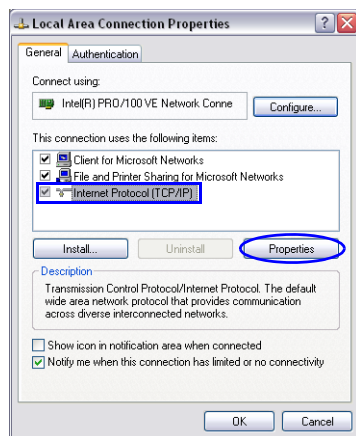 Local Area Connection Properties
General Authentication
Connect using:
Intel(R) PRO/100 VE Network Conne Configure...
This connection uses the following items:
Client for Microsoft Networks
File and Printer Sharing for Microsoft Networks
Internet Protocol (TCP/IP)
Install... Uninstall Properties
Description
Transmission Control Protocol/Internet Protocol. The default
wide area network protocol that provides communication
across diverse interconnected networks.
Show icon in notification area when connected
Notify me when this connection has limited or no connectivity
OK Cancel